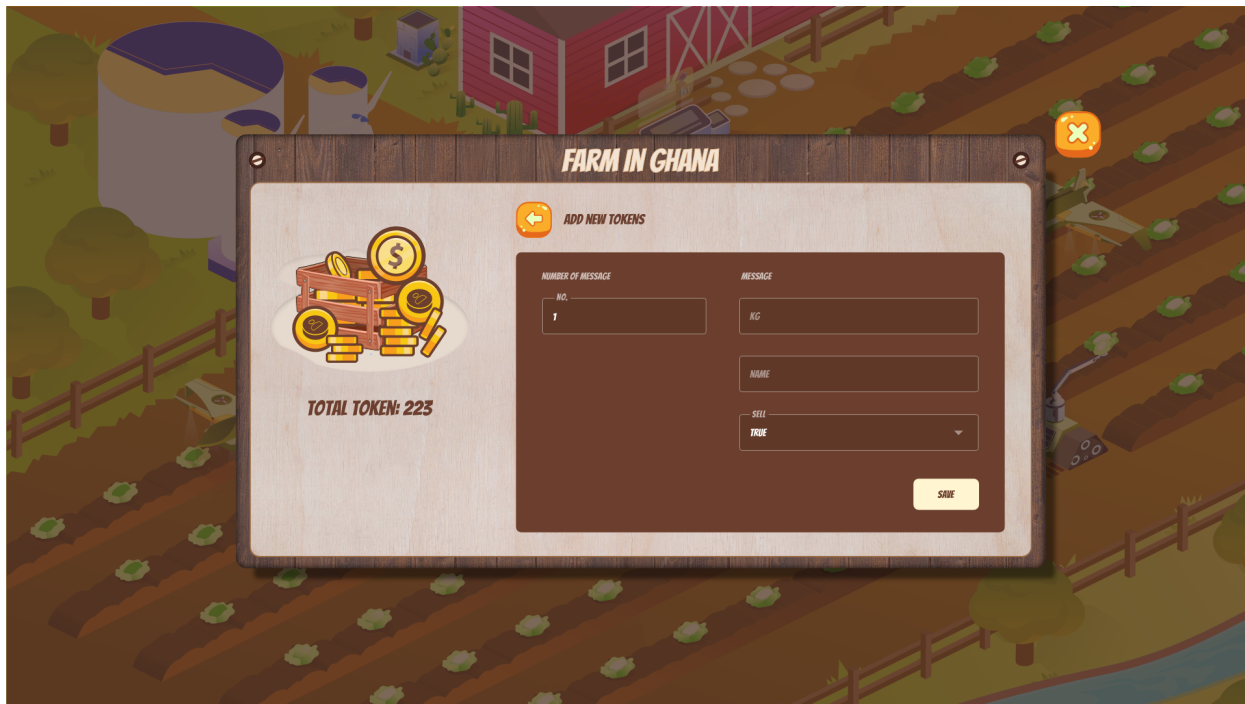 FARM IN GHANA
ADD NEW TOKENS
NUMBER OF MESSAGE
NO.
1
MESSAGE
KG
NAME
SELL
TRUE
SAVE
$
TOTAL TOKEN: 223